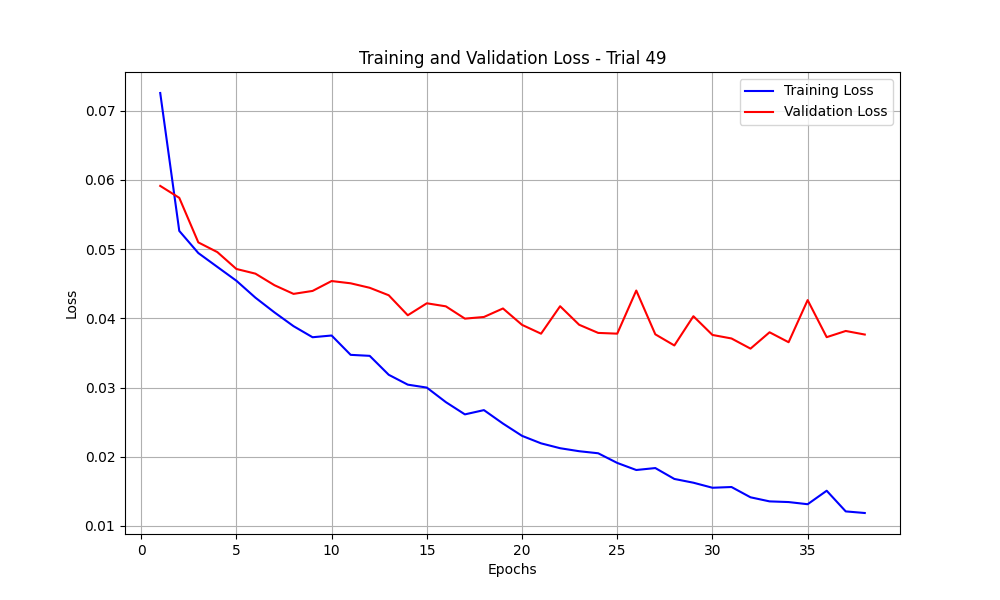 Training and Validation Loss - Trial 49
Training Loss
Validation Loss
Loss
0.07
0.06
0.05
0.04
0.03
0.02
0.01
0 5 10 15 20 25 30 35
Epochs